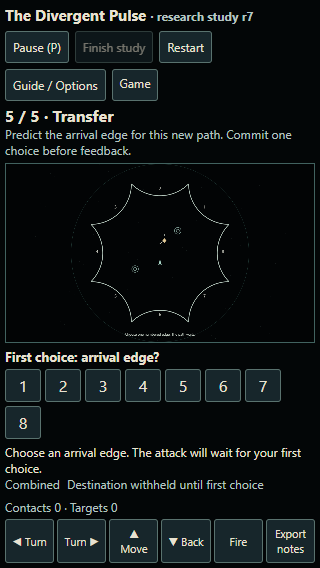 The Divergent Pulse · research study r7
Pause (P)
Finish study
Restart
Guide / Options
Game
5 / 5 · Transfer
Predict the arrival edge for this new path. Commit one
choice before feedback.
First choice: arrival edge?
1
2
3
4
5
6
7
8
Choose an arrival edge. The attack will wait for your first
choice.
Combined Destination withheld until first choice
Contacts 0 · Targets 0
◀ Turn
Turn ▶
▲
Move
▼ Back
Fire
Export
notes